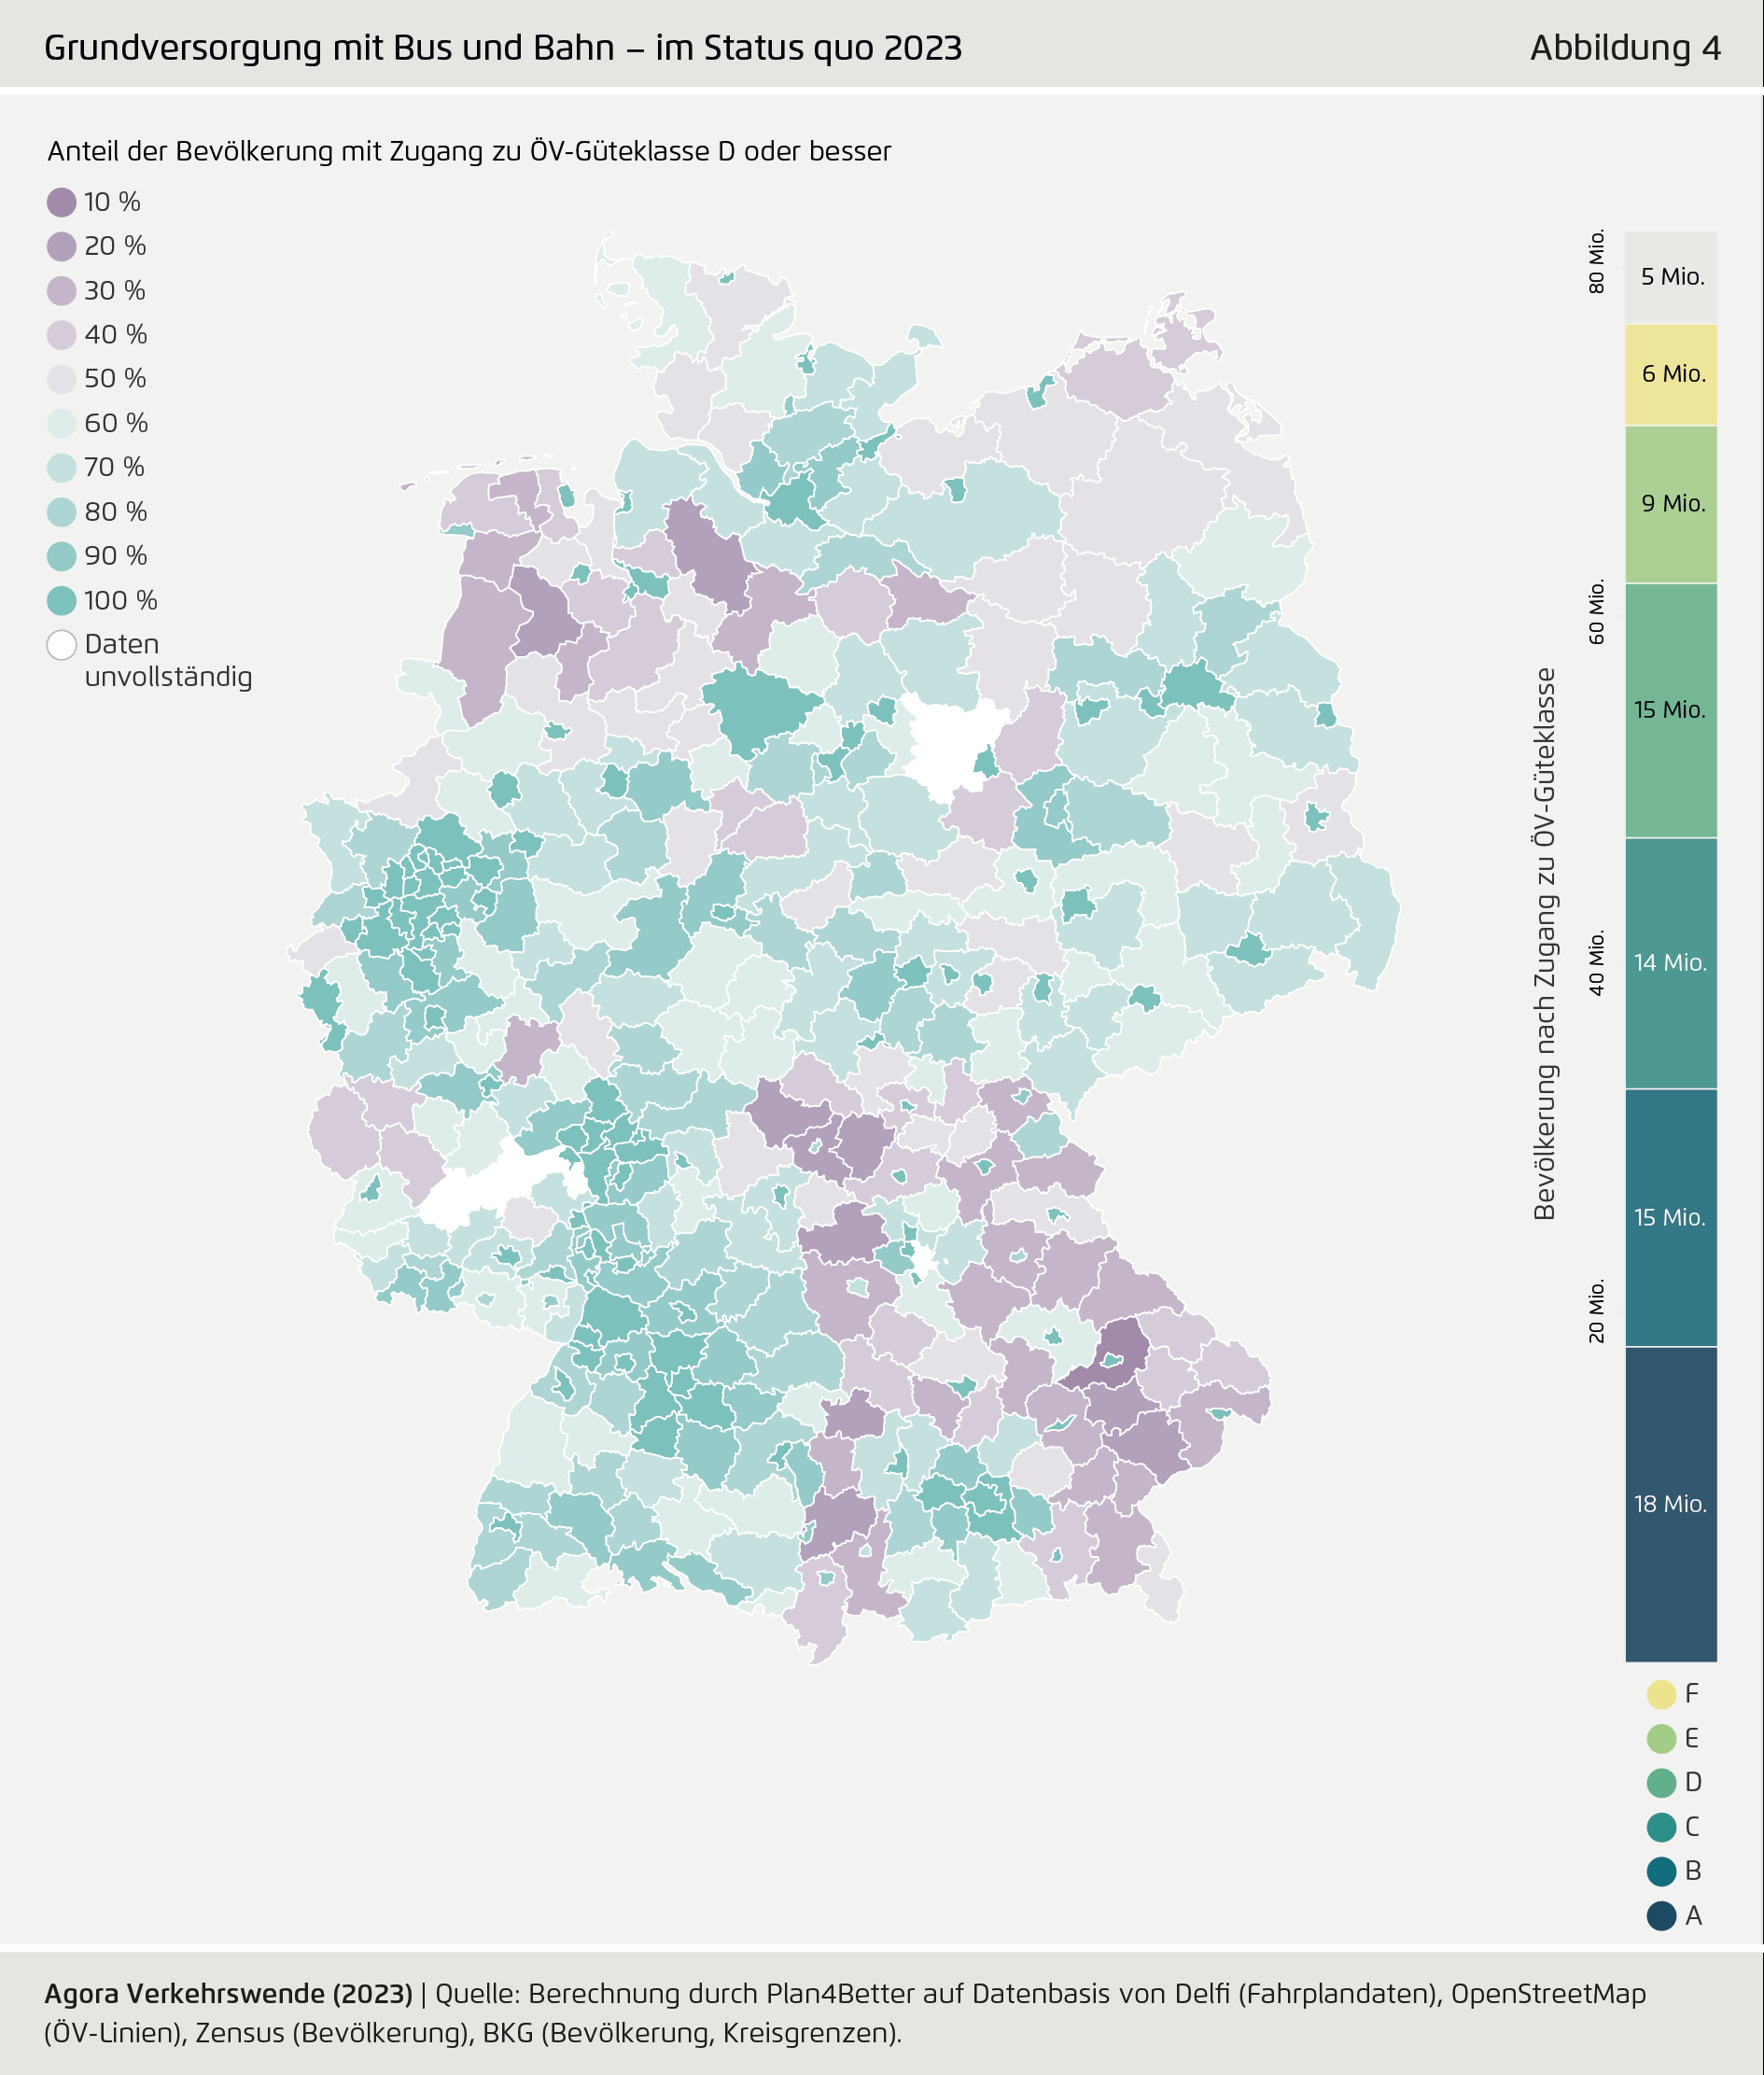 Grundversorgung mit Bus und Bahn – im Status quo 2023
Abbildung 4
Anteil der Bevölkerung mit Zugang zu ÖV-Güteklasse D oder besser
10 %
20 %
30 %
40 %
50 %
60 %
70 %
80 %
90 %
100 %
Daten
unvollständig
Bevölkerung nach Zugang zu ÖV-Güteklasse
80 Mio.
60 Mio.
40 Mio.
20 Mio.
5 Mio.
6 Mio.
9 Mio.
15 Mio.
14 Mio.
15 Mio.
18 Mio.
F
E
D
C
B
A
Agora Verkehrswende (2023) | Quelle: Berechnung durch Plan4Better auf Datenbasis von Delfi (Fahrplandaten), OpenStreetMap
(ÖV-Linien), Zensus (Bevölkerung), BKG (Bevölkerung, Kreisgrenzen).